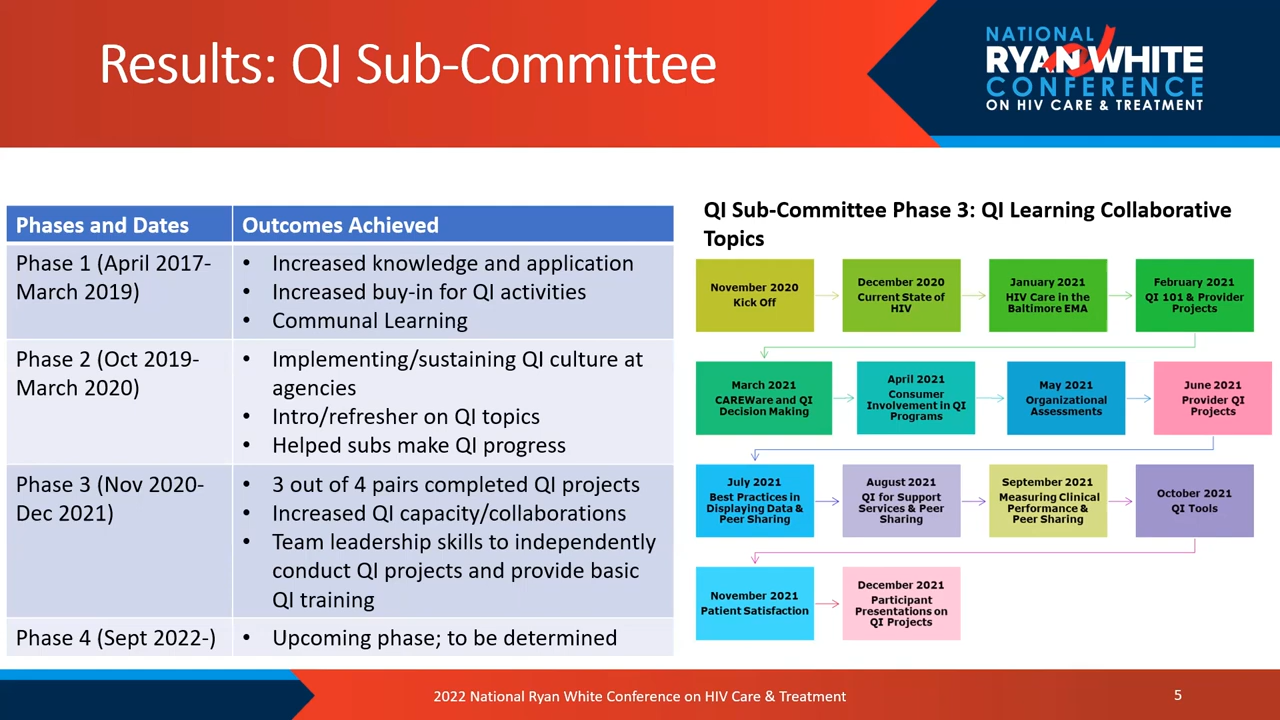 Results: QI Sub-Committee
NATIONAL
RYAN WHITE
CONFERENCE
ON HIV CARE & TREATMENT
Phases and Dates
Outcomes Achieved
Phase 1 (April 2017-
March 2019)
• Increased knowledge and application
• Increased buy-in for QI activities
• Communal Learning
Phase 2 (Oct 2019-
March 2020)
• Implementing/sustaining QI culture at
agencies
• Intro/refresher on QI topics
• Helped subs make QI progress
Phase 3 (Nov 2020-
Dec 2021)
• 3 out of 4 pairs completed QI projects
• Increased QI capacity/collaborations
• Team leadership skills to independently
conduct QI projects and provide basic
QI training
Phase 4 (Sept 2022-)
• Upcoming phase; to be determined
QI Sub-Committee Phase 3: QI Learning Collaborative
Topics
November 2020
Kick Off
December 2020
Current State of
HIV
January 2021
HIV Care in the
Baltimore EMA
February 2021
QI 101 & Provider
Projects
March 2021
CAREWare and QI
Decision Making
April 2021
Consumer
Involvement in QI
Programs
May 2021
Organizational
Assessments
June 2021
Provider QI
Projects
July 2021
Best Practices in
Displaying Data &
Peer Sharing
August 2021
QI for Support
Services & Peer
Sharing
September 2021
Measuring Clinical
Performance &
Peer Sharing
October 2021
QI Tools
November 2021
Patient Satisfaction
December 2021
Participant
Presentations on
QI Projects
2022 National Ryan White Conference on HIV Care & Treatment
5